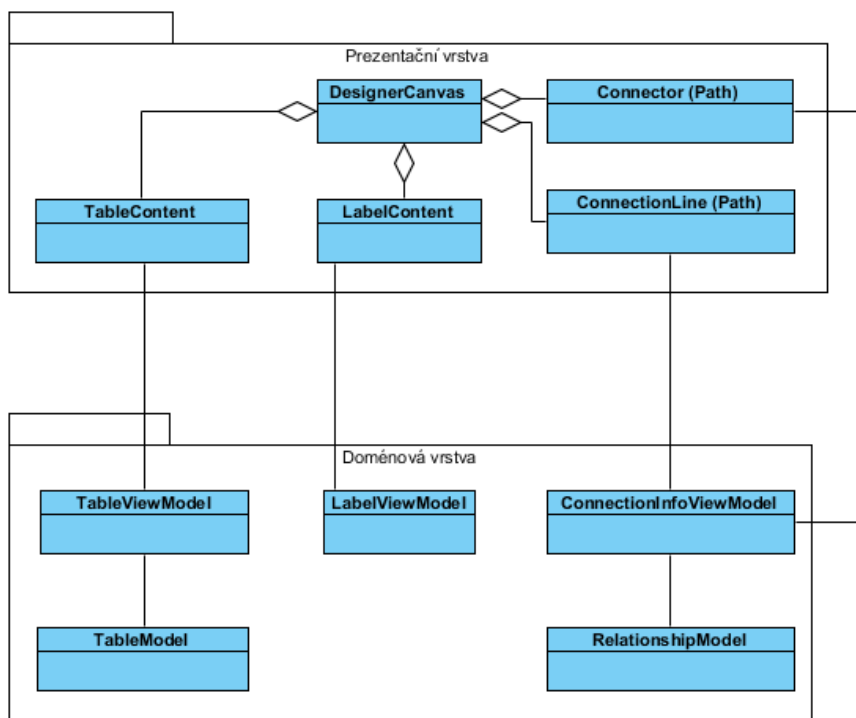 Prezentační vrstva
DesignerCanvas
Connector (Path)
TableContent
LabelContent
ConnectionLine (Path)
Doménová vrstva
TableViewModel
LabelViewModel
ConnectionInfoViewModel
TableModel
RelationshipModel